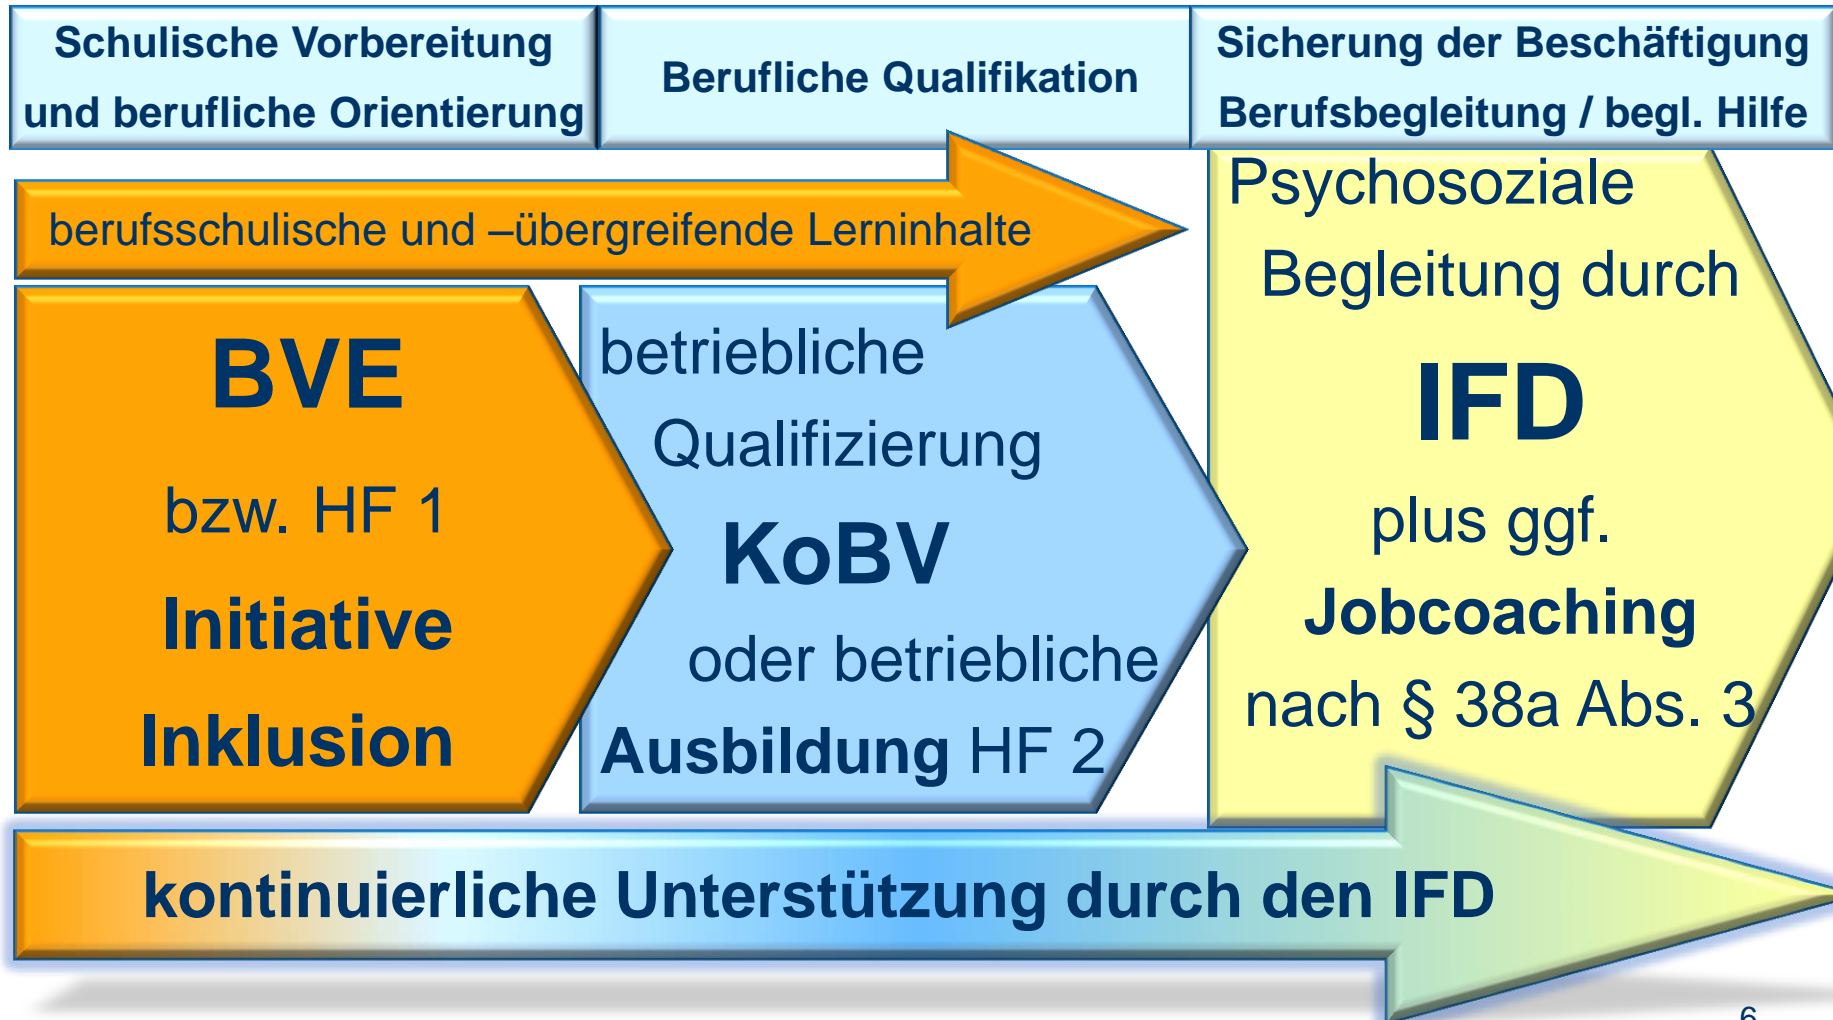 Schulische Vorbereitung
und berufliche Orientierung
Berufliche Qualifikation
Sicherung der Beschäftigung
Berufsbegleitung / begl. Hilfe
berufsschulische und –übergreifende Lerninhalte
BVE
bzw. HF 1
Initiative
Inklusion
betriebliche
Qualifizierung
KoBV
oder betriebliche
Ausbildung HF 2
Psychosoziale
Begleitung durch
IFD
plus ggf.
Jobcoaching
nach § 38a Abs. 3
kontinuierliche Unterstützung durch den IFD
6